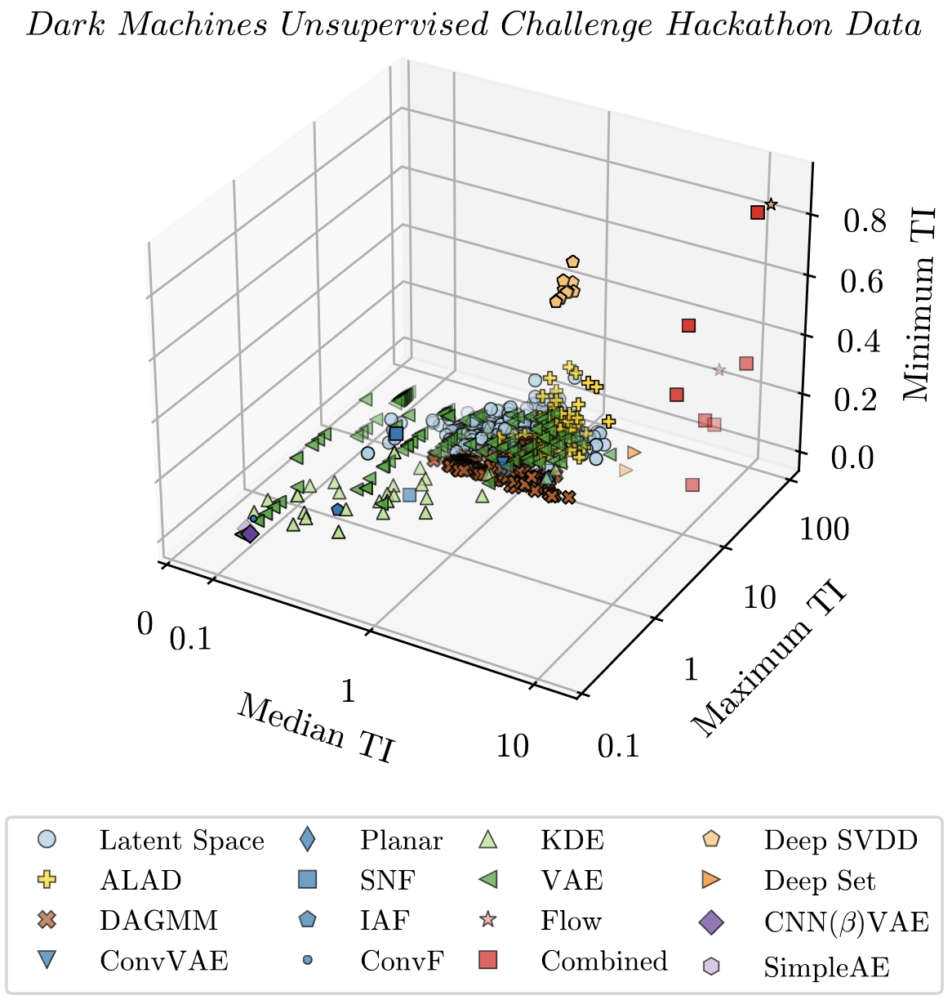 Dark Machines Unsupervised Challenge Hackathon Data
0.8
0.6
0.4
0.2
0.0
Minimum TI
100
10
1
0.1
Maximum TI
0
0.1
1
10
Median TI
Latent Space
ALAD
DAGMM
ConvVAE
Planar
SNF
IAF
ConvF
KDE
VAE
Flow
Combined
Deep SVDD
Deep Set
CNN(β)VAE
SimpleAE